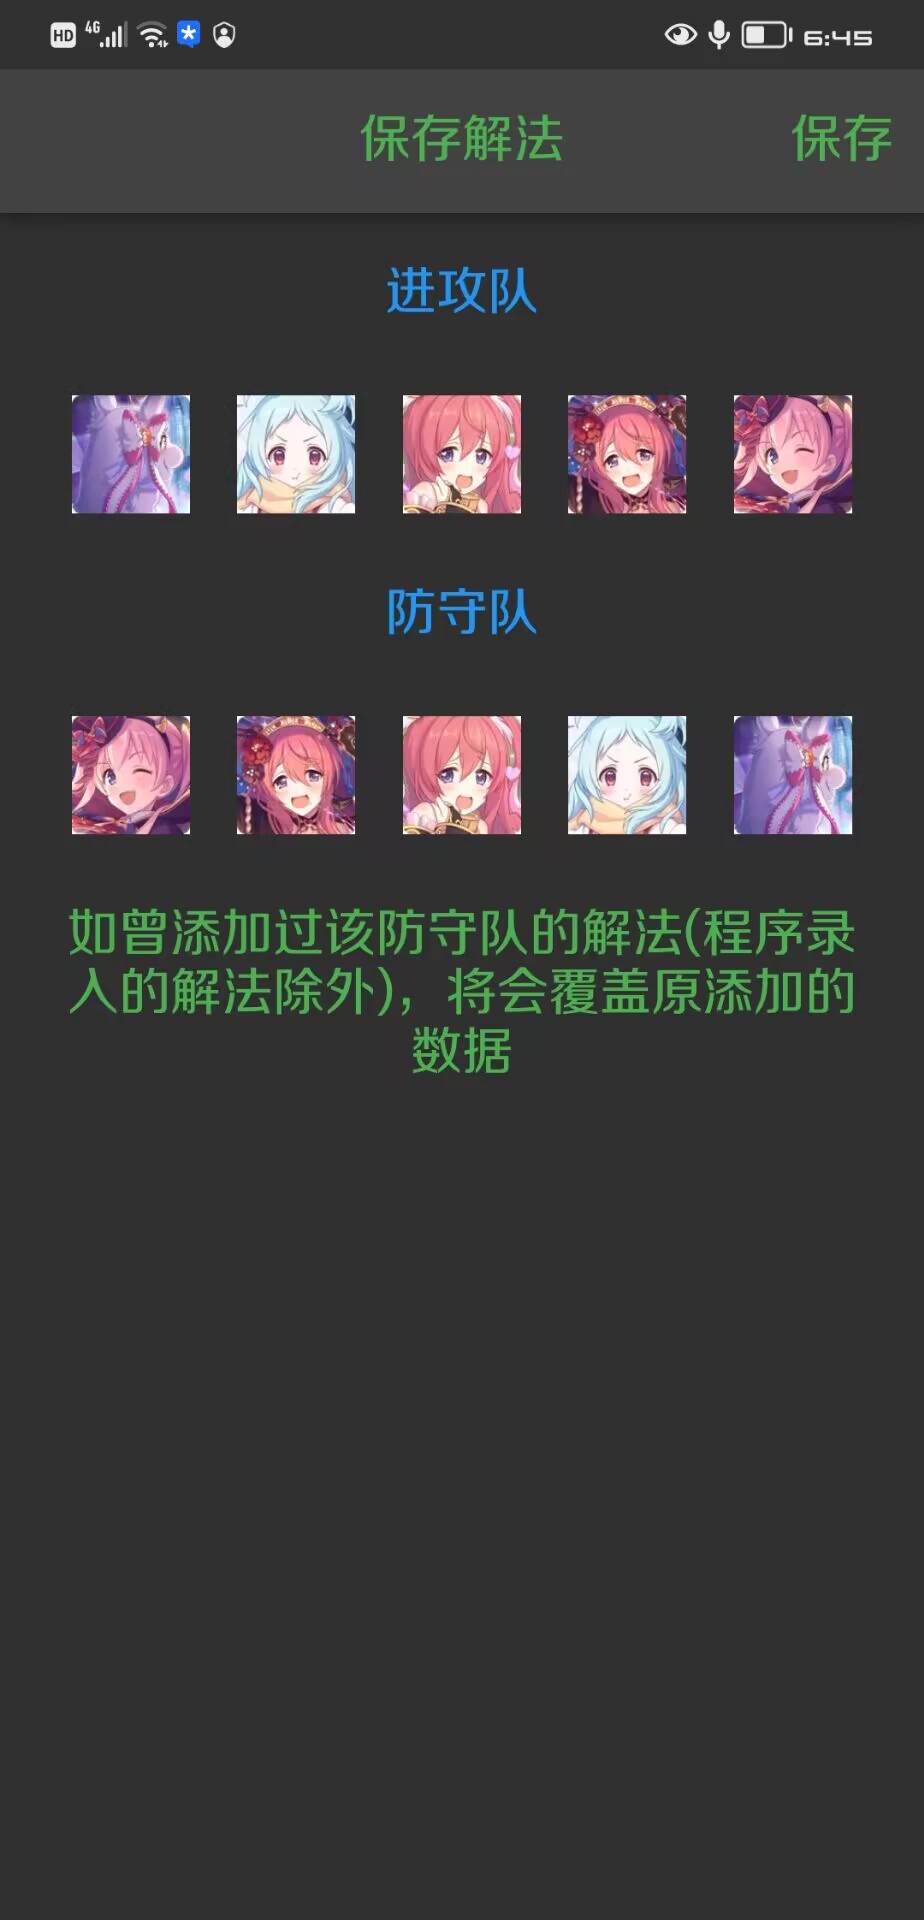 HD 4G 6:45
保存解法 保存
进攻队
防守队
如曾添加过该防守队的解法(程序录
入的解法除外)，将会覆盖原添加的
数据